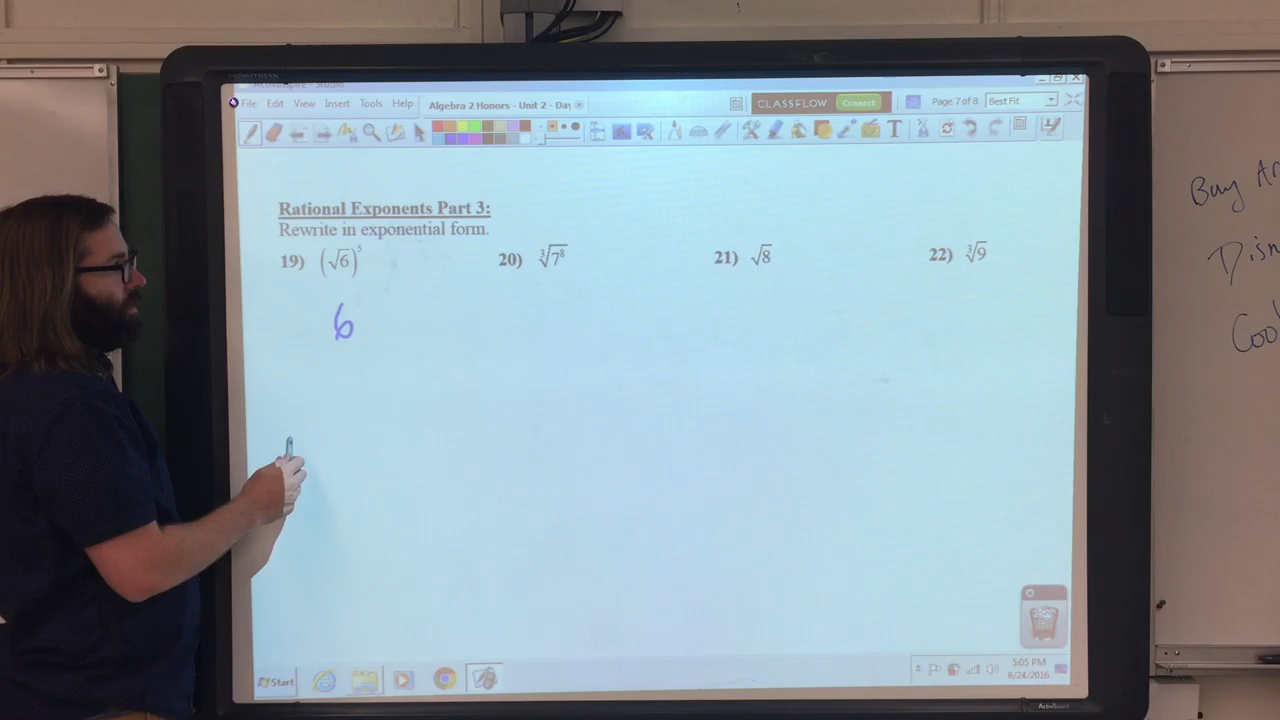 PROMETHEAN
File Edit View Insert Tools Help
Algebra 2 Honors - Unit 2 - Day
CLASSFLOW Connect
Page 7 of 8
Best Fit
T
Rational Exponents Part 3:
Rewrite in exponential form.
19) (√6)⁵ 20) ∛7⁸ 21) √8 22) ∛9
6
Start
5:05 PM
8/24/2016
ActivBoard
Buy